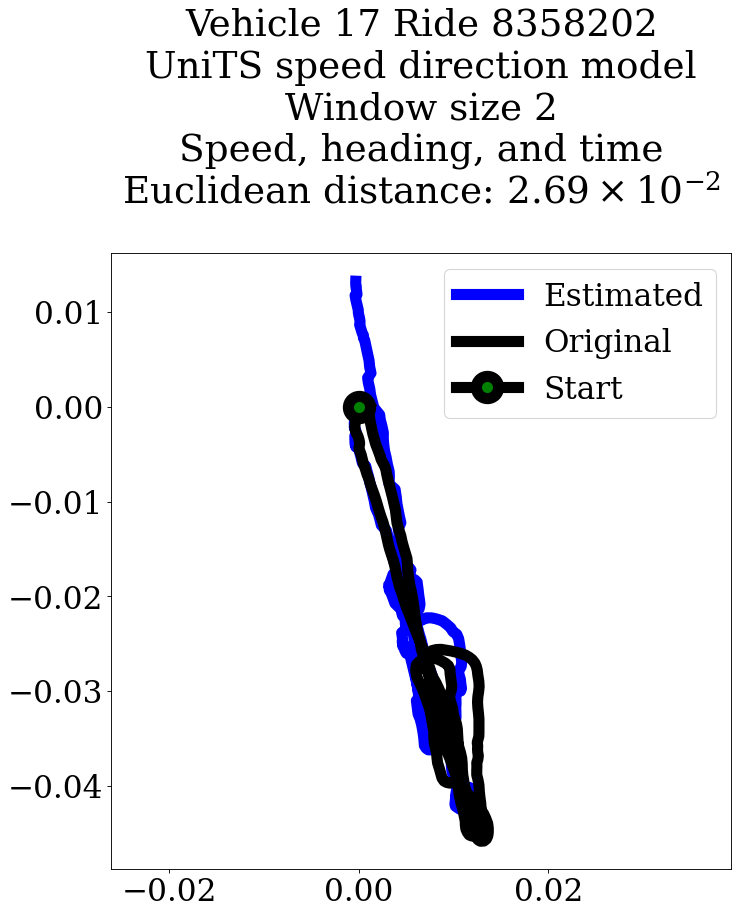 Vehicle 17 Ride 8358202
UniTS speed direction model
Window size 2
Speed, heading, and time
Euclidean distance: 2.69 × 10⁻²
Estimated
Original
Start
0.01
0.00
−0.01
−0.02
−0.03
−0.04
−0.02 0.00 0.02